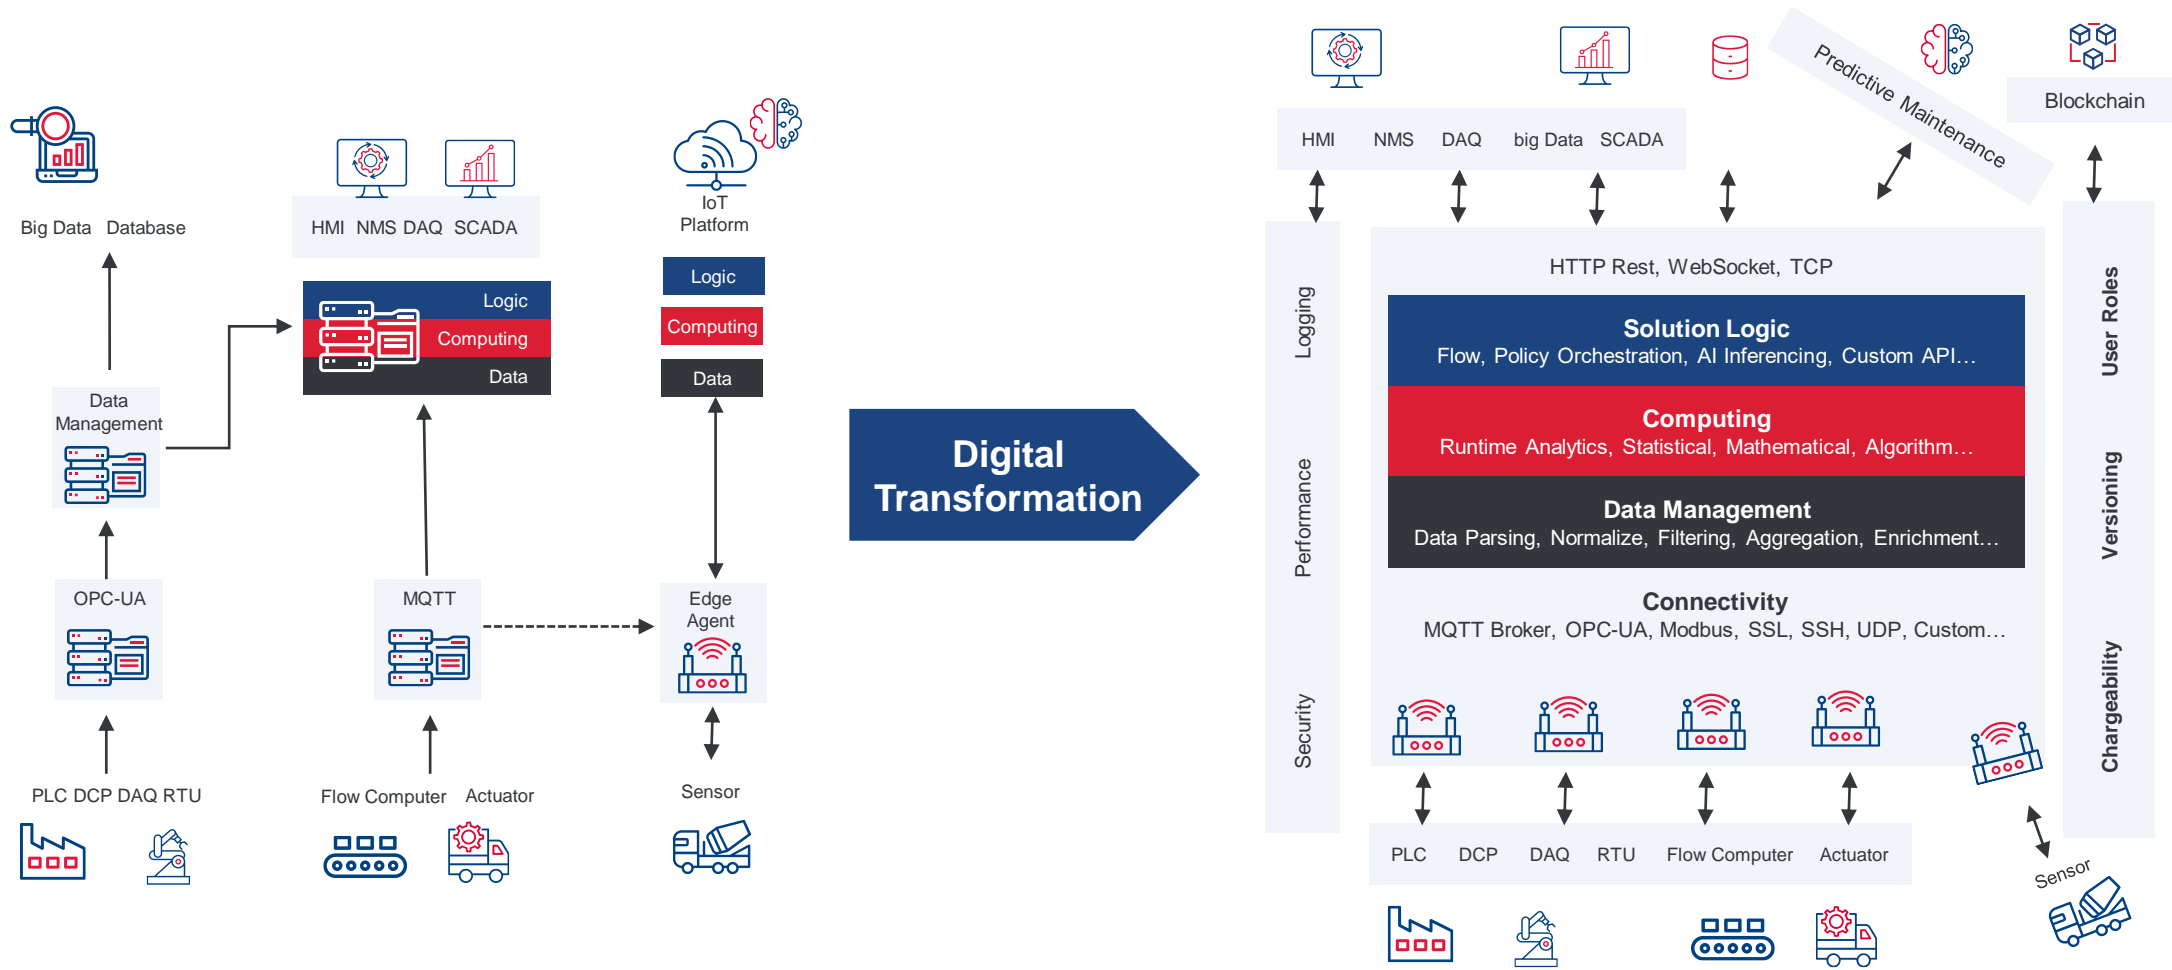 Big Data Database
HMI NMS DAQ SCADA
IoT
Platform
Logic
Computing
Data
Logic
Computing
Data
Data
Management
OPC-UA
MQTT
Edge
Agent
PLC DCP DAQ RTU
Flow Computer Actuator
Sensor
Digital
Transformation
HMI NMS DAQ big Data SCADA
Predictive Maintenance
Blockchain
Logging
Performance
Security
HTTP Rest, WebSocket, TCP
Solution Logic
Flow, Policy Orchestration, AI Inferencing, Custom API...
Computing
Runtime Analytics, Statistical, Mathematical, Algorithm...
Data Management
Data Parsing, Normalize, Filtering, Aggregation, Enrichment...
Connectivity
MQTT Broker, OPC-UA, Modbus, SSL, SSH, UDP, Custom...
User Roles
Versioning
Chargeability
PLC DCP DAQ RTU Flow Computer Actuator
Sensor